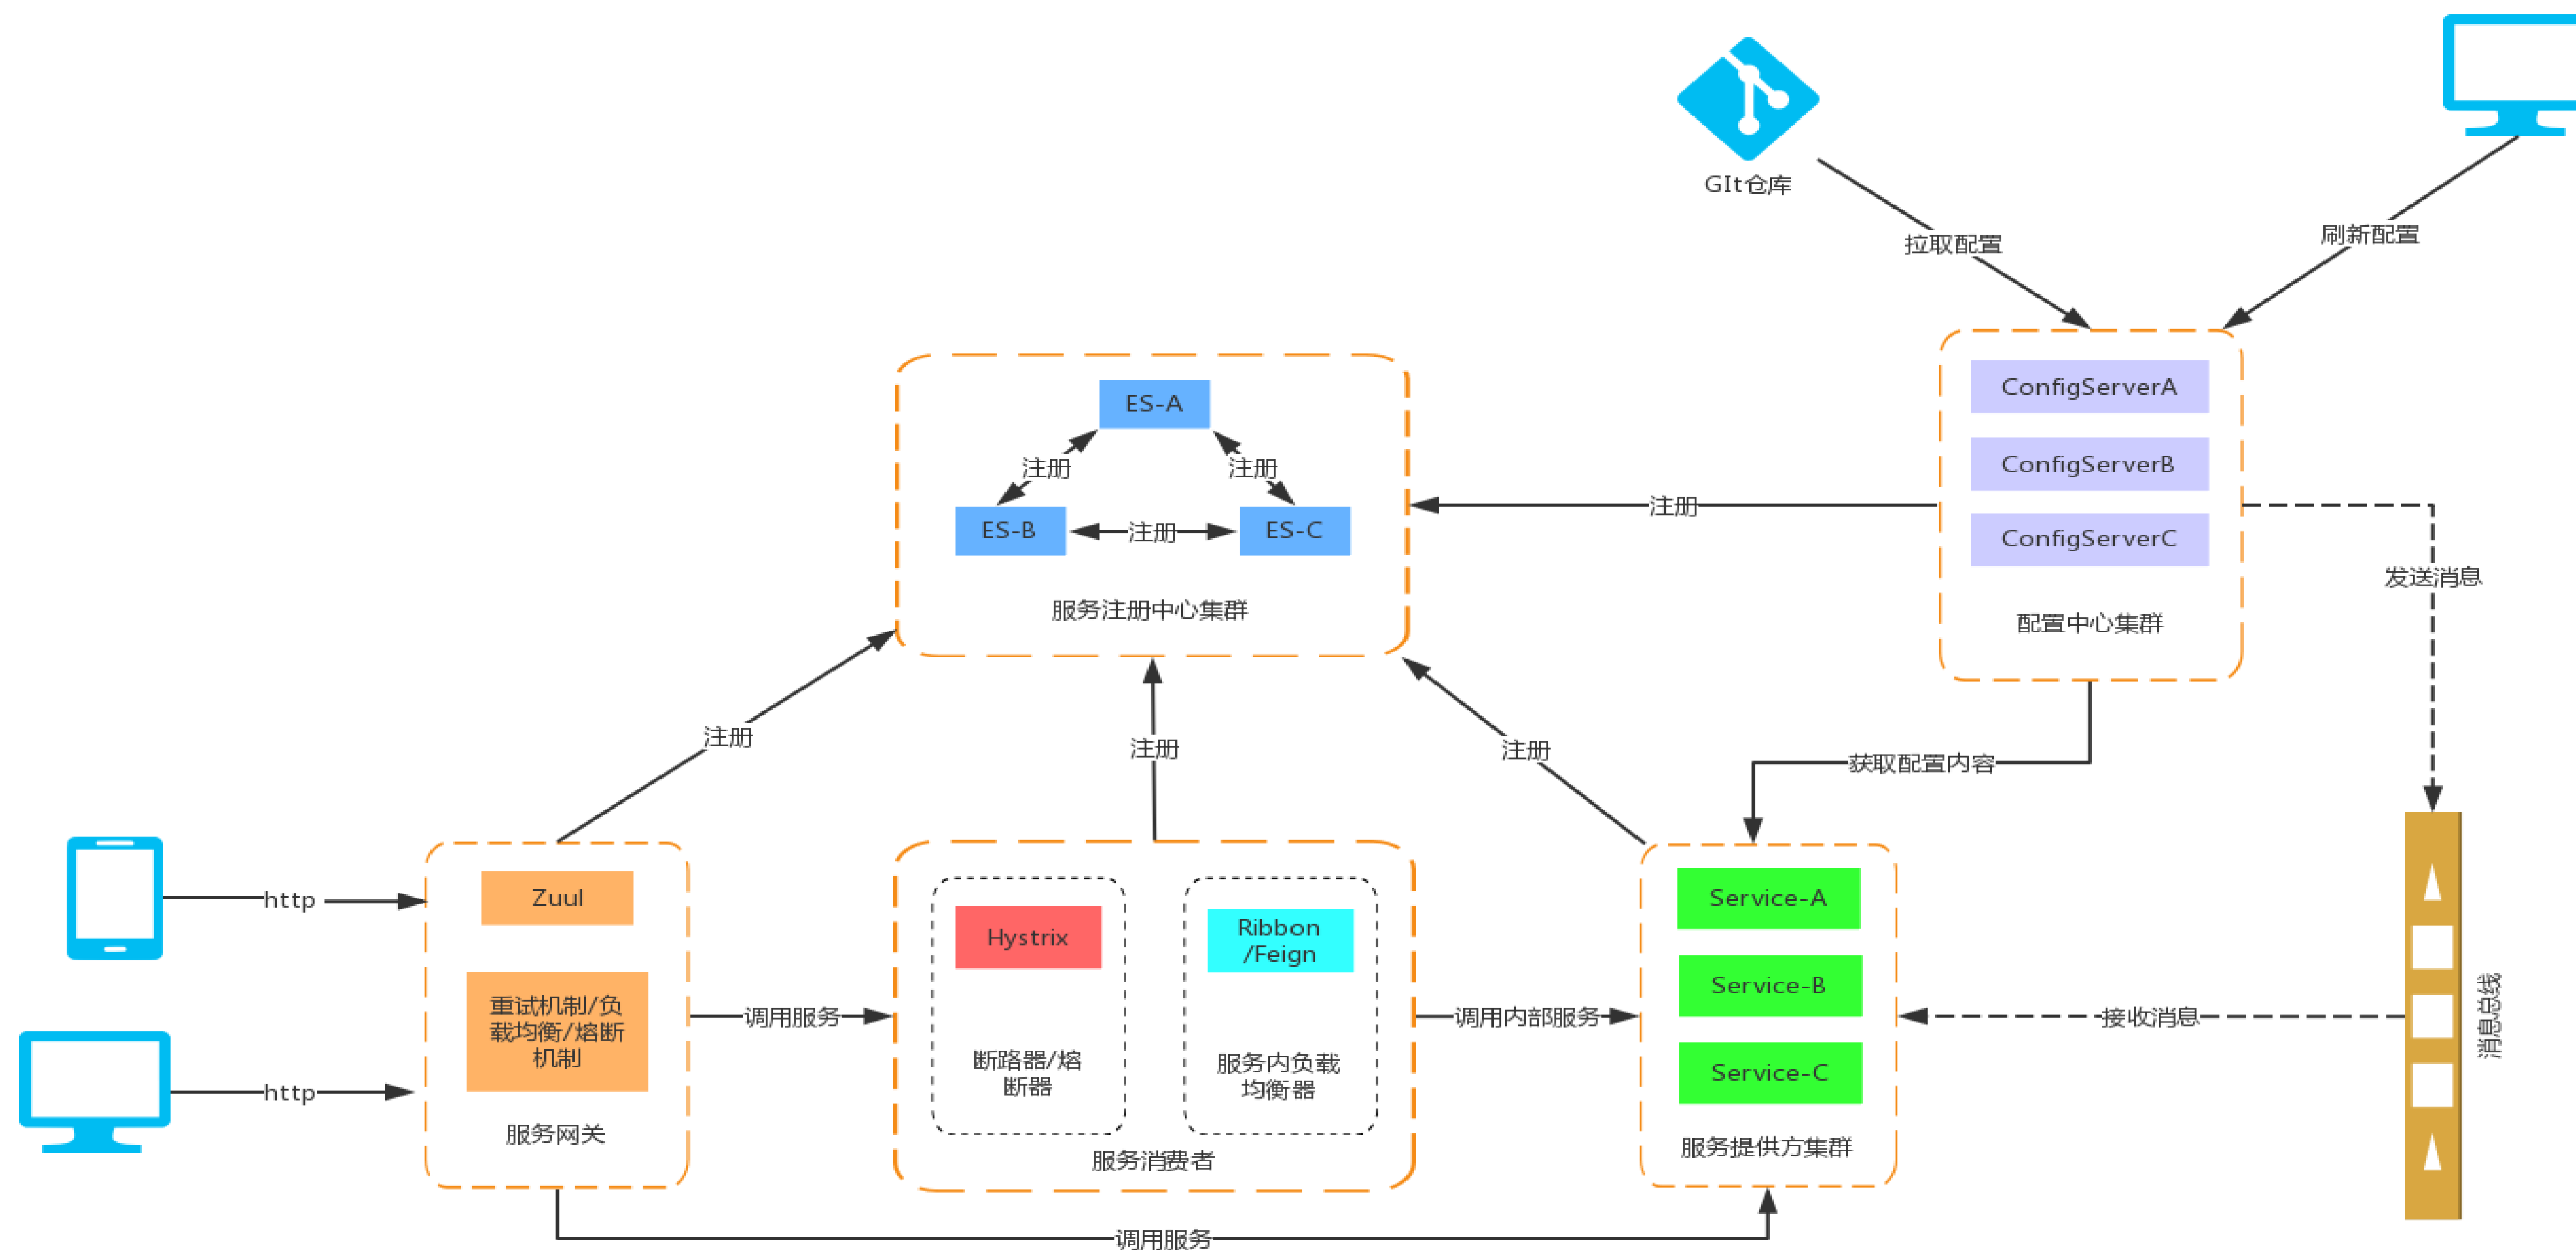 GIt仓库
拉取配置
刷新配置
ES-A
注册
注册
ES-B
注册
ES-C
服务注册中心集群
注册
ConfigServerA
ConfigServerB
ConfigServerC
配置中心集群
发送消息
注册
注册
注册
获取配置内容
http
http
Zuul
重试机制/负
载均衡/熔断
机制
服务网关
调用服务
Hystrix
断路器/熔
断器
Ribbon
/Feign
服务内负载
均衡器
服务消费者
调用内部服务
Service-A
Service-B
Service-C
服务提供方集群
接收消息
消息总线
调用服务